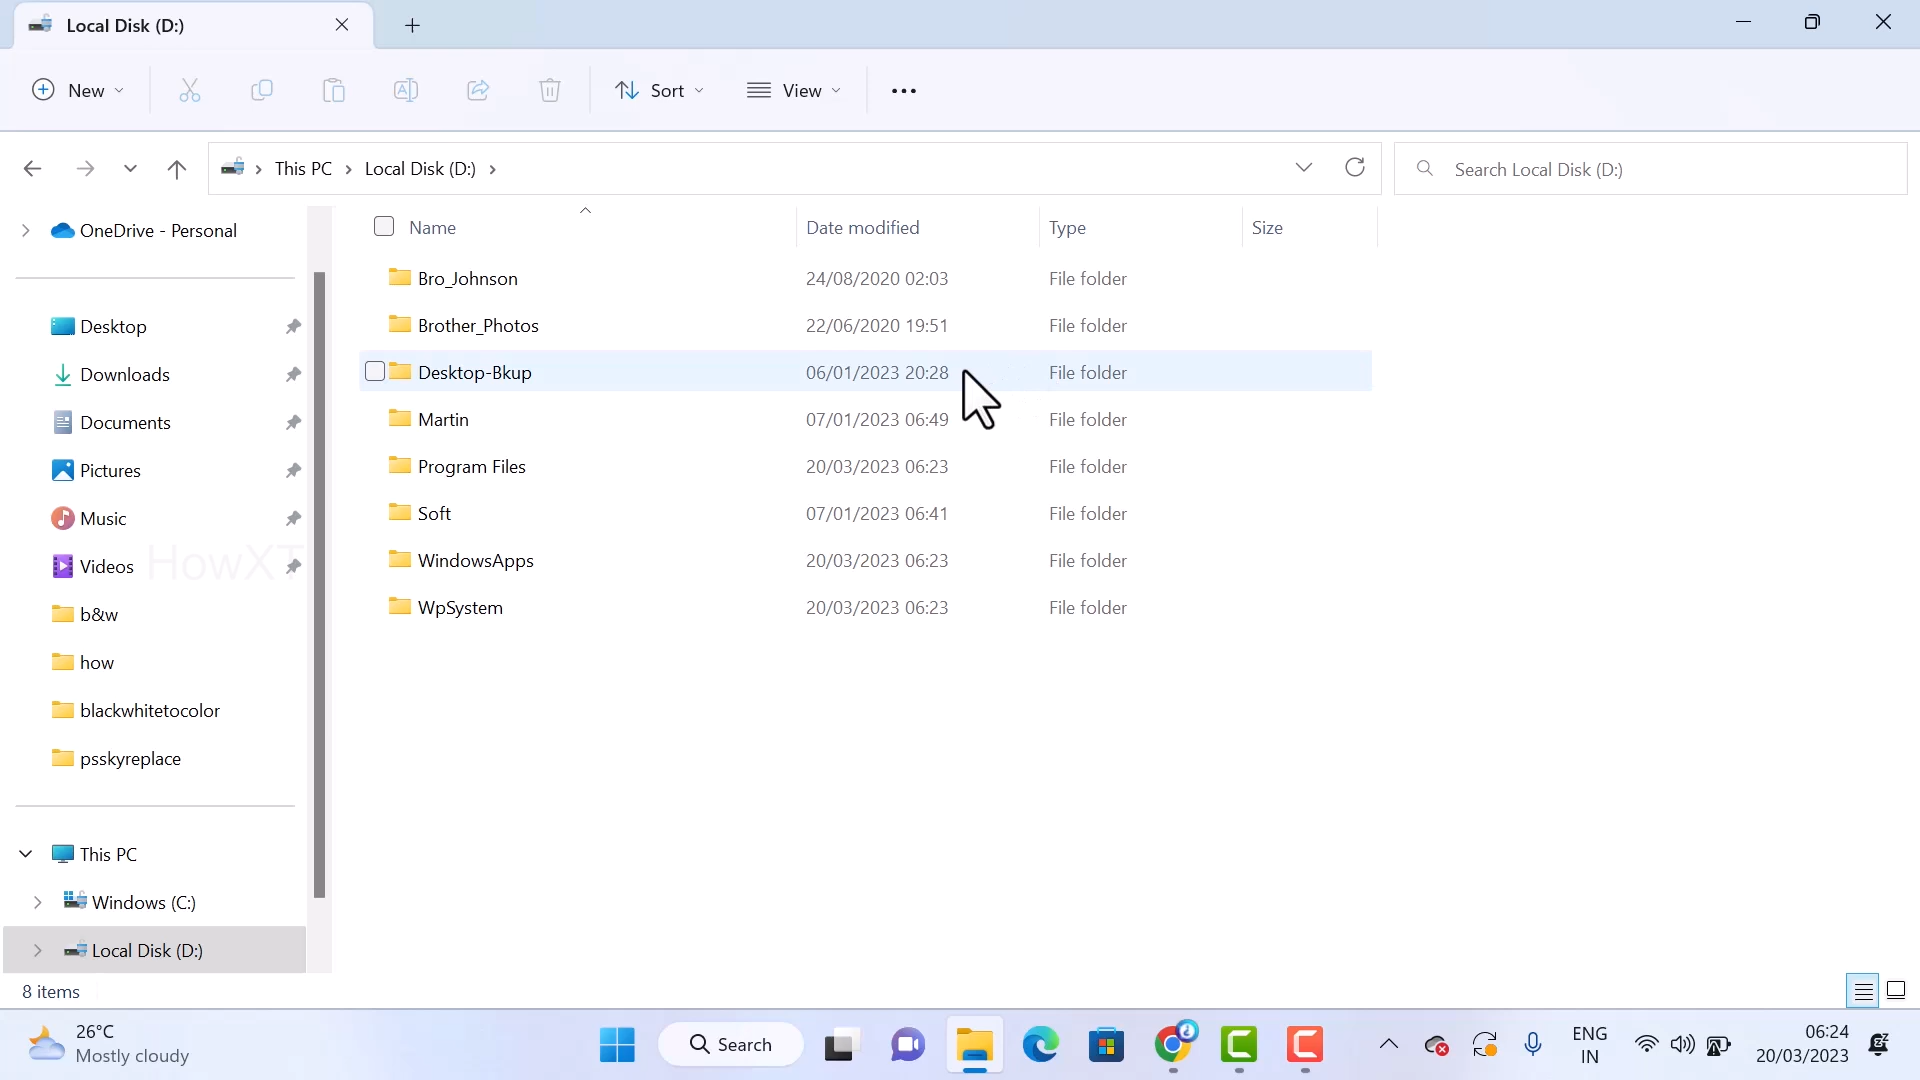 Local Disk (D:)
New
Sort
View
This PC
Local Disk (D:)
Search Local Disk (D:)
OneDrive - Personal
Desktop
Downloads
Documents
Pictures
Music
Videos
HowXT
b&w
how
blackwhitetocolor
psskyreplace
This PC
Windows (C:)
Local Disk (D:)
Name Date modified Type Size
Bro_Johnson 24/08/2020 02:03 File folder
Brother_Photos 22/06/2020 19:51 File folder
Desktop-Bkup 06/01/2023 20:28 File folder
Martin 07/01/2023 06:49 File folder
Program Files 20/03/2023 06:23 File folder
Soft 07/01/2023 06:41 File folder
WindowsApps 20/03/2023 06:23 File folder
WpSystem 20/03/2023 06:23 File folder
8 items
26°C
Mostly cloudy
Search
ENG
IN
06:24
20/03/2023